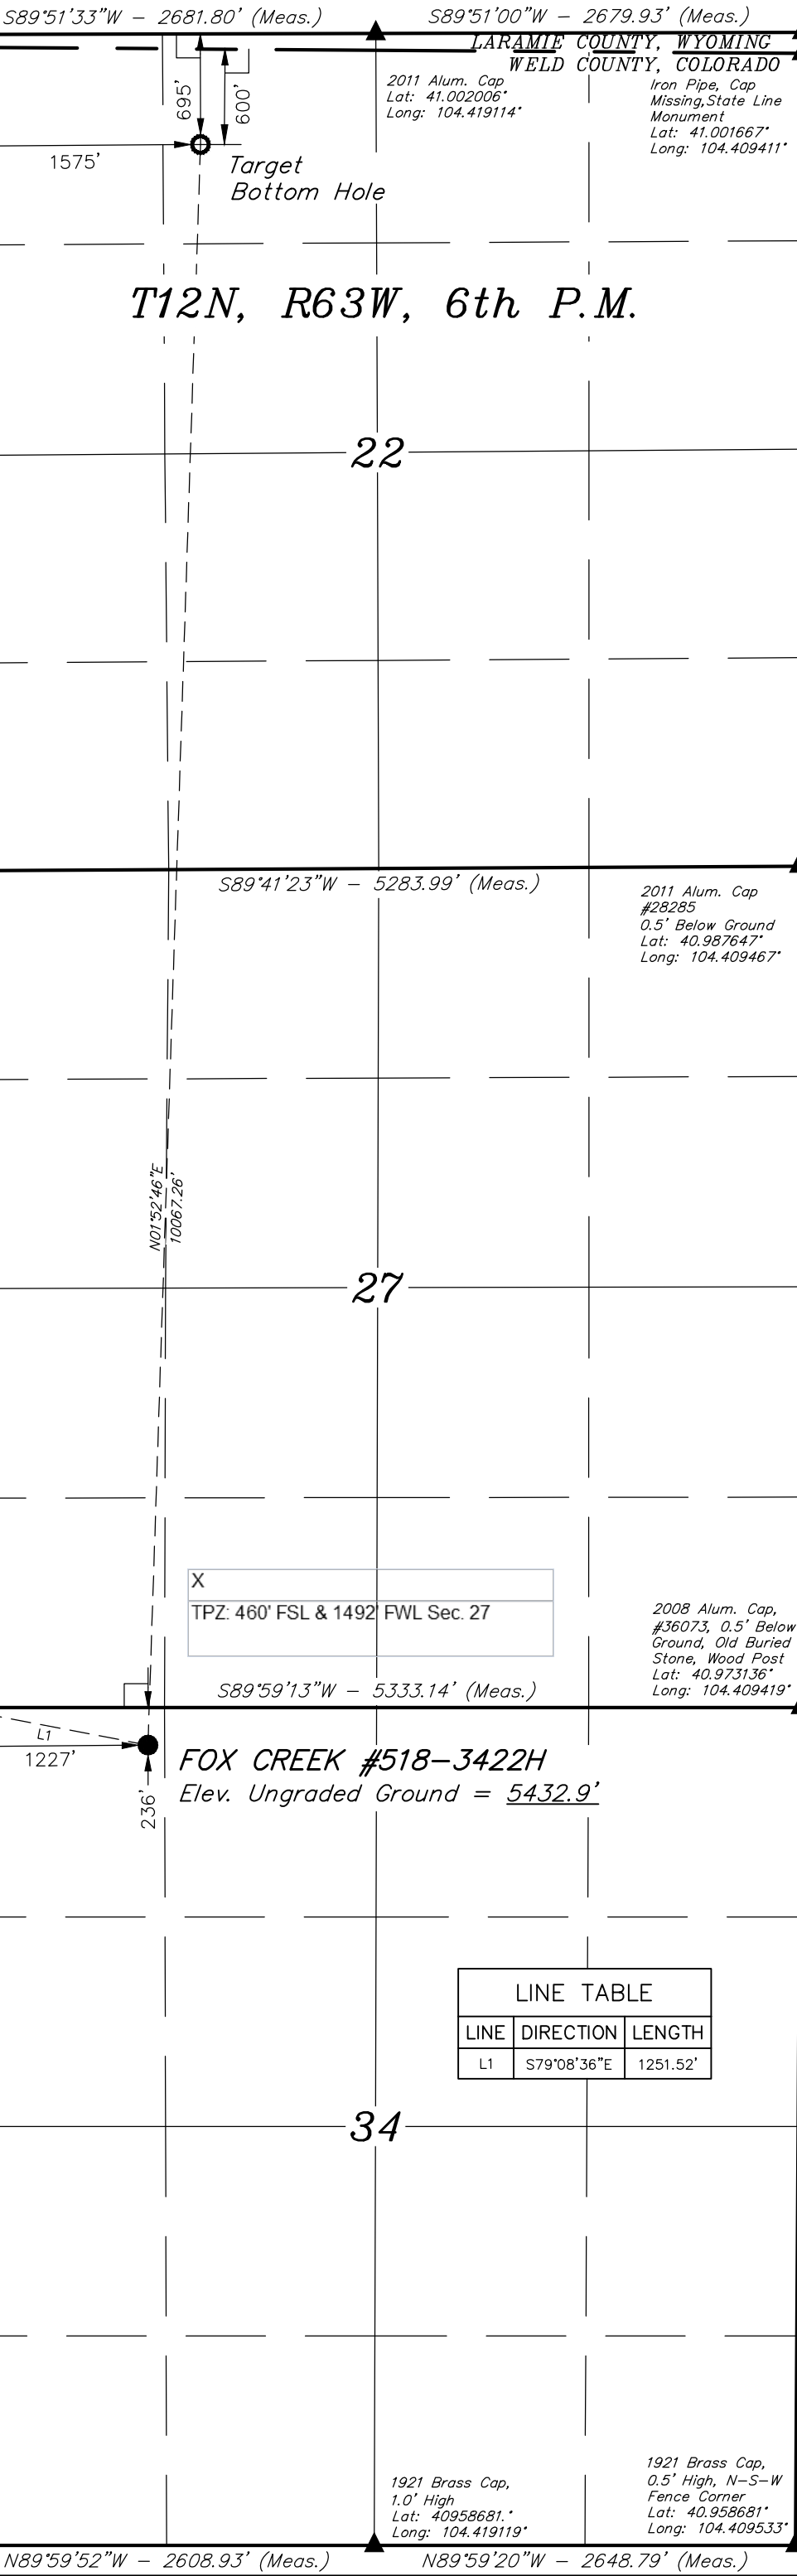 S89°51'33"W - 2681.80' (Meas.)
S89°51'00"W - 2679.93' (Meas.)
LARAMIE COUNTY, WYOMING
WELD COUNTY, COLORADO
695'
600'
2011 Alum. Cap
Lat: 41.002006°
Long: 104.419114°
Iron Pipe, Cap
Missing,State Line
Monument
Lat: 41.001667°
Long: 104.409411°
1575'
Target
Bottom Hole
T12N, R63W, 6th P.M.
22
S89°41'23"W - 5283.99' (Meas.)
2011 Alum. Cap
#28285
0.5' Below Ground
Lat: 40.987647°
Long: 104.409467°
N01°52'46"E
10067.26'
27
X
TPZ: 460' FSL & 1492' FWL Sec. 27
2008 Alum. Cap,
#36073, 0.5' Below
Ground, Old Buried
Stone, Wood Post
Lat: 40.973136°
Long: 104.409419°
S89°59'13"W - 5333.14' (Meas.)
L1
1227'
FOX CREEK #518-3422H
Elev. Ungraded Ground = 5432.9'
236'
LINE TABLE
LINE DIRECTION LENGTH
L1 S79°08'36"E 1251.52'
34
1921 Brass Cap,
1.0' High
Lat: 40958681.°
Long: 104.419119°
1921 Brass Cap,
0.5' High, N-S-W
Fence Corner
Lat: 40.958681°
Long: 104.409533°
N89°59'52"W - 2608.93' (Meas.)
N89°59'20"W - 2648.79' (Meas.)